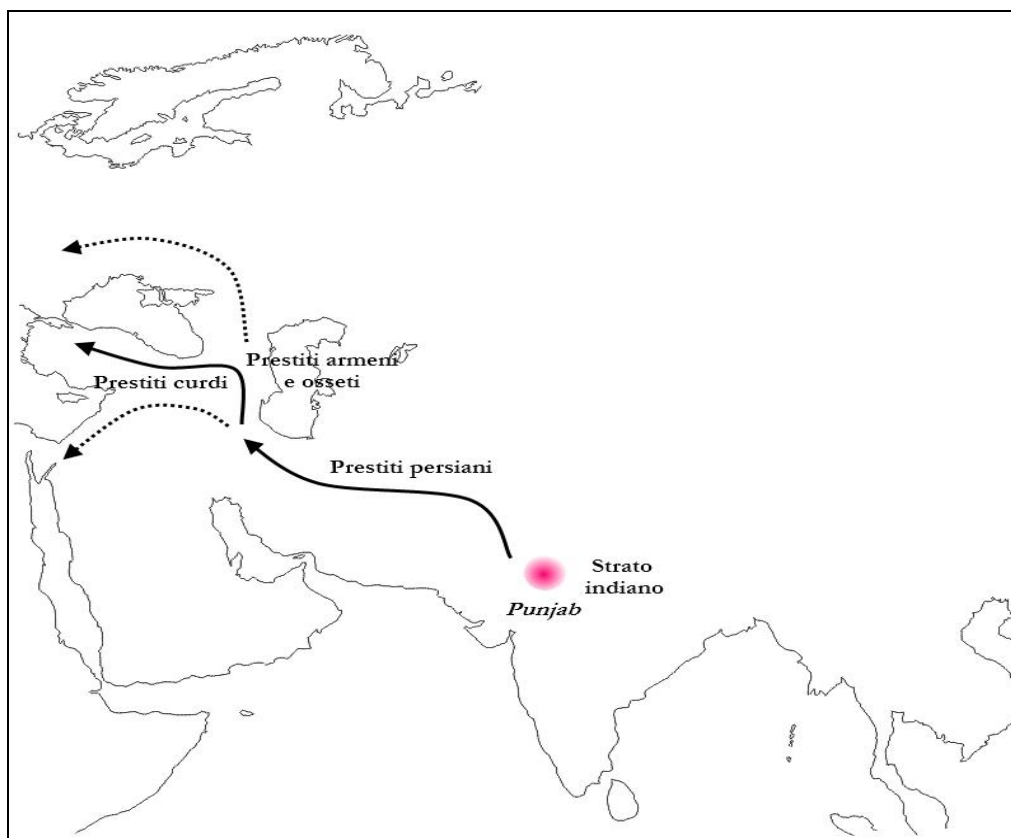 Prestiti armeni
e osseti
Prestiti curdi
Prestiti persiani
Strato
indiano
Punjab